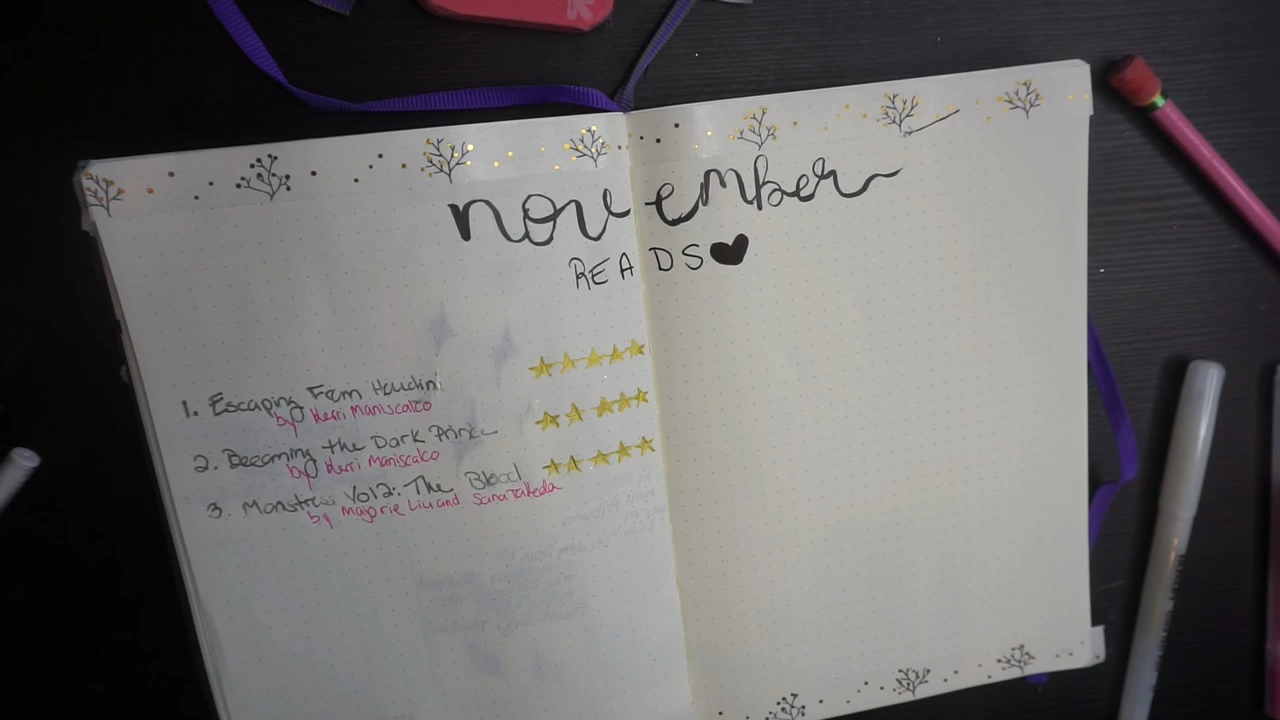 november
READS
1. Escaping From Houdini
by Kerri Maniscalco
2. Becoming the Dark Prince
by Kerri Maniscalco
3. Monstress Vol 2: The Blood
by Marjorie Liu and Sana Takeda